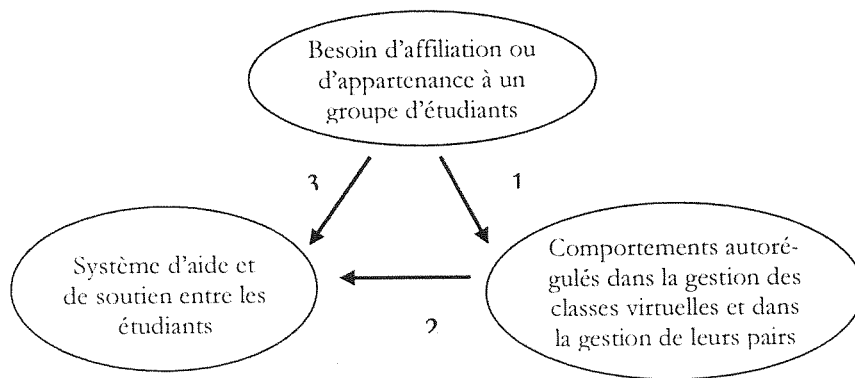 Besoin d'affiliation ou
d'appartenance à un
groupe d'étudiants
3
1
Système d'aide et
de soutien entre les
étudiants
Comportements autoré-
gulés dans la gestion des
classes virtuelles et dans
la gestion de leurs pairs
2